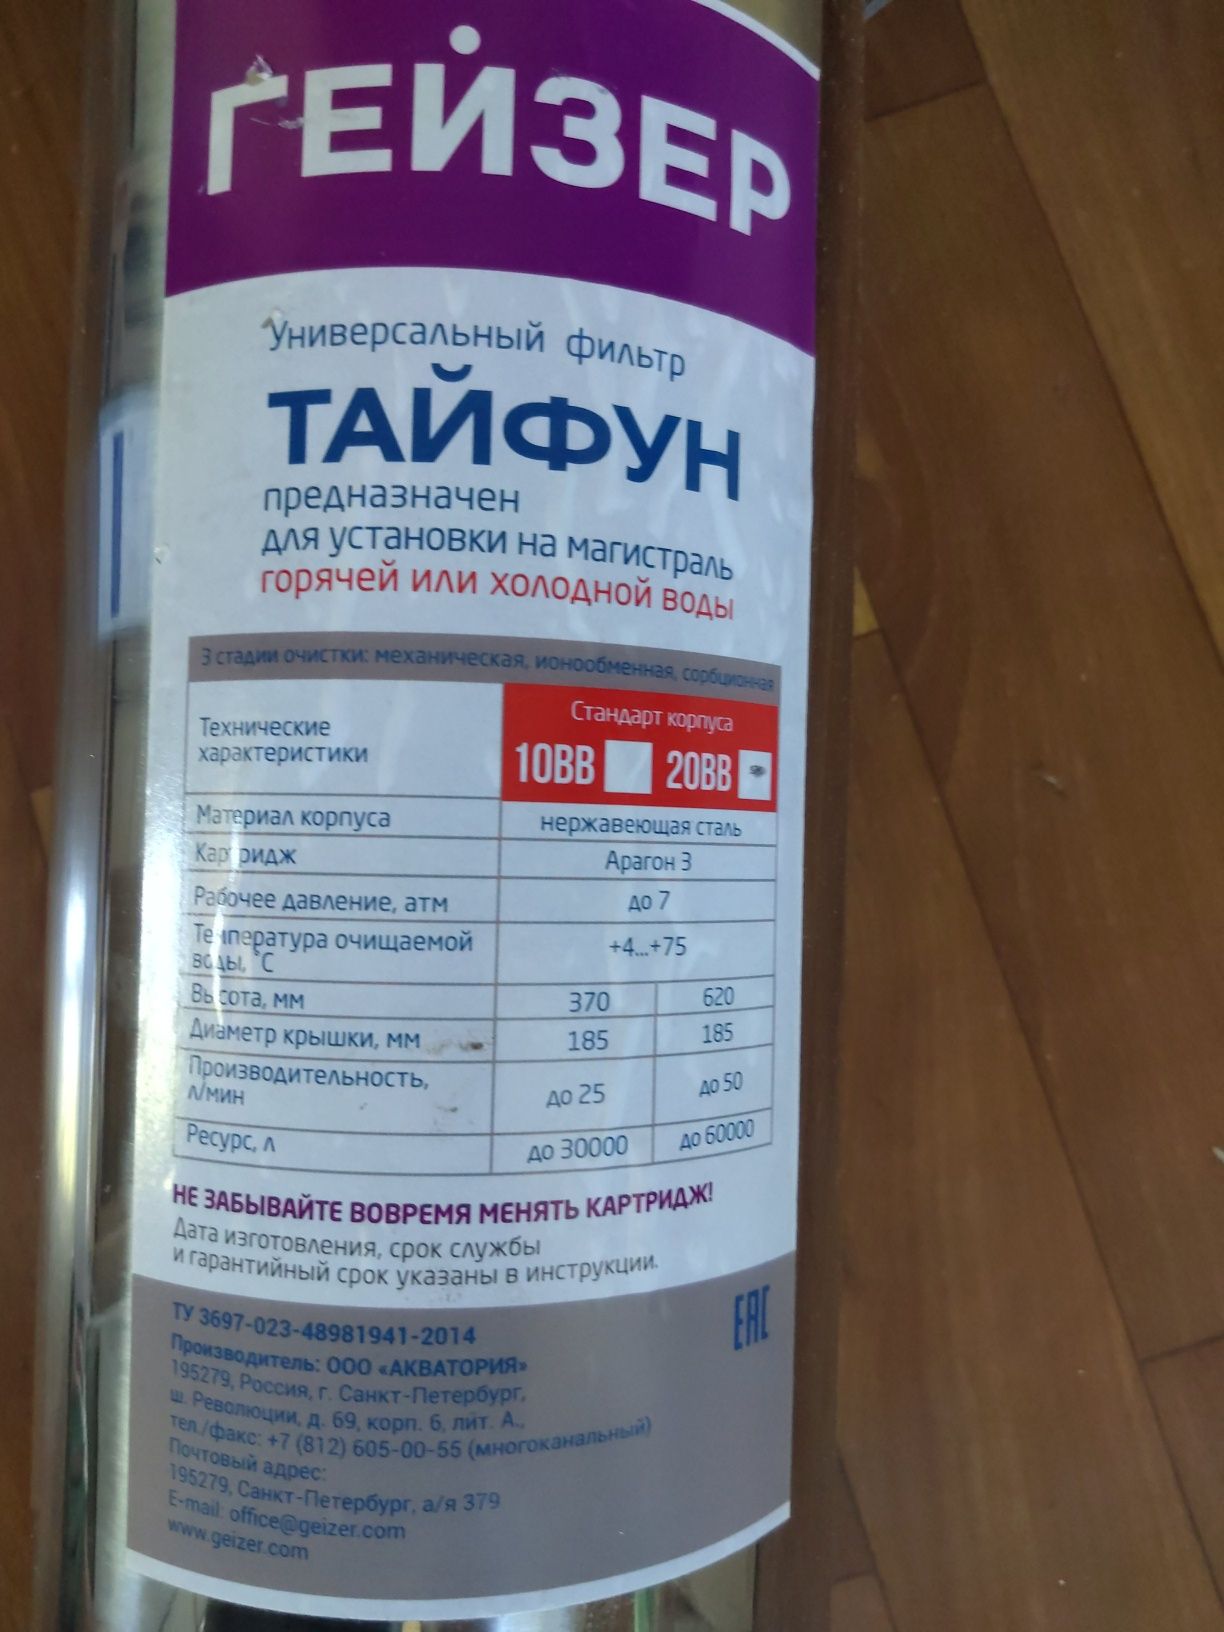 ГЕЙЗЕР
Универсальный фильтр
ТАЙФУН
предназначен
для установки на магистраль
горячей или холодной воды
3 стадии очистки: механическая, ионообменная, сорбционная
Технические
характеристики
Стандарт корпуса
10ВВ 20ВВ
Материал корпуса нержавеющая сталь
Картридж Арагон 3
Рабочее давление, атм до 7
Температура очищаемой
воды, °С +4...+75
Высота, мм 370 620
Диаметр крышки, мм 185 185
Производительность,
л/мин до 25 до 50
Ресурс, л до 30000 до 60000
НЕ ЗАБЫВАЙТЕ ВОВРЕМЯ МЕНЯТЬ КАРТРИДЖ!
Дата изготовления, срок службы
и гарантийный срок указаны в инструкции.
ТУ 3697-023-48981941-2014
EAC
Производитель: ООО «АКВАТОРИЯ»
195279, Россия, г. Санкт-Петербург,
ш. Революции, д. 69, корп. 6, лит. А.,
тел./факс: +7 (812) 605-00-55 (многоканальный)
Почтовый адрес:
195279, Санкт-Петербург, а/я 379
E-mail: office@geizer.com
www.geizer.com